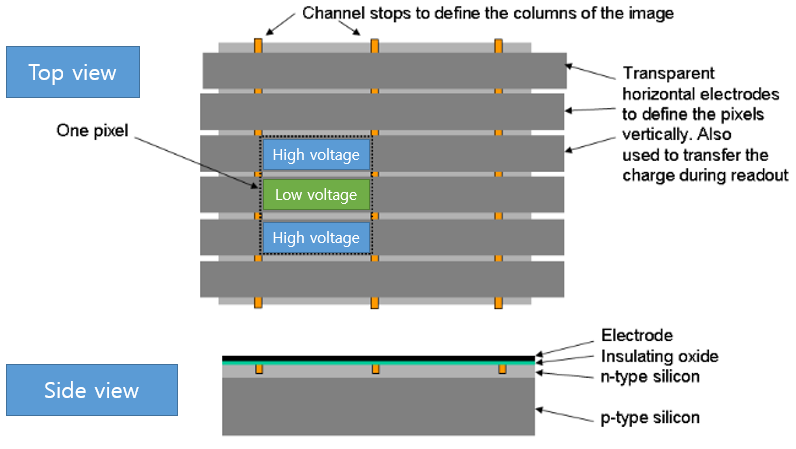 Channel stops to define the columns of the image
Top view
Transparent
horizontal electrodes
to define the pixels
vertically. Also
used to transfer the
charge during readout
One pixel
High voltage
Low voltage
High voltage
Side view
Electrode
Insulating oxide
n-type silicon
p-type silicon